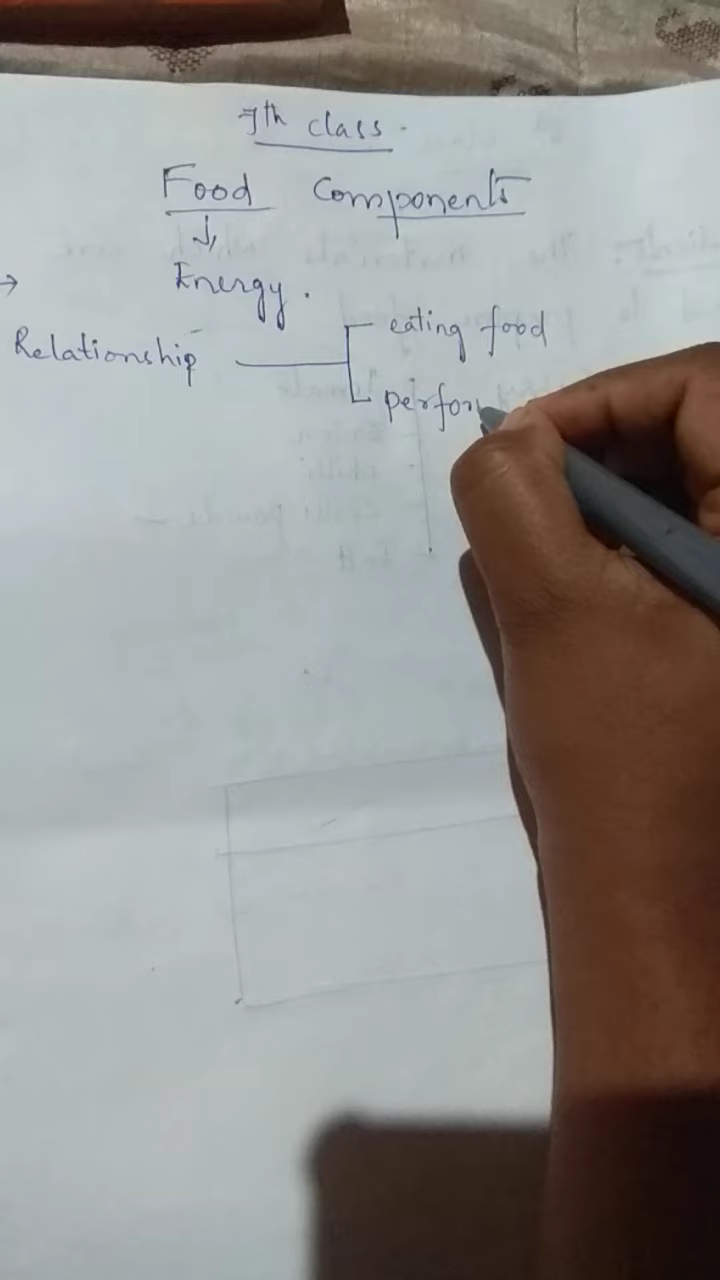 7th class.
Food Components
↓
Energy.
→
Relationship
eating food
perfor